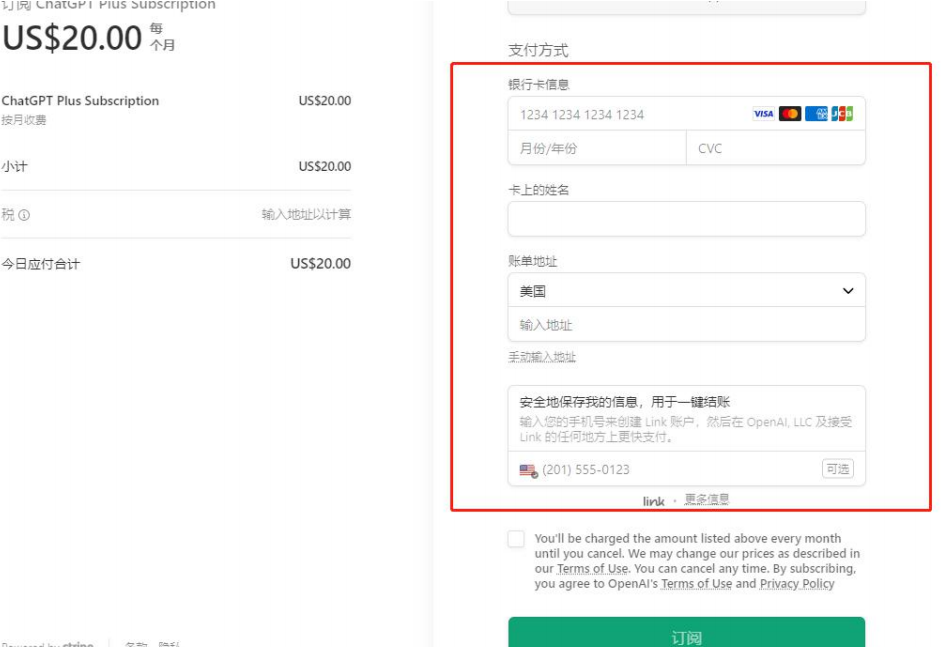 订阅 ChatGPT Plus Subscription
US$20.00 每个月
ChatGPT Plus Subscription US$20.00
按月收费
小计 US$20.00
税 输入地址以计算
今日应付合计 US$20.00
Powered by stripe 条款 隐私
支付方式
银行卡信息
1234 1234 1234 1234 VISA JCB
月份/年份 CVC
卡上的姓名
账单地址
美国
输入地址
手动输入地址
安全地保存我的信息，用于一键结账
输入您的手机号来创建 Link 账户，然后在 OpenAI, LLC 及接受
Link 的任何地方上更快支付。
(201) 555-0123 可选
link · 更多信息
You'll be charged the amount listed above every month
until you cancel. We may change our prices as described in
our Terms of Use. You can cancel any time. By subscribing,
you agree to OpenAI's Terms of Use and Privacy Policy
订阅